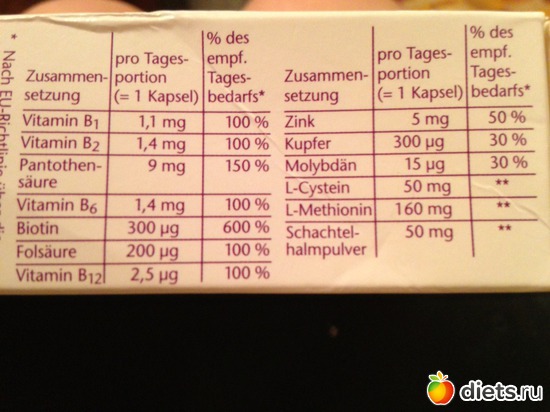 * Nach EU-Richtlinie über die
Zusammen-
setzung
pro Tages-
portion
(= 1 Kapsel)
% des
empf.
Tages-
bedarfs*
Vitamin B1 1,1 mg 100 %
Vitamin B2 1,4 mg 100 %
Pantothen- 9 mg 150 %
säure
Vitamin B6 1,4 mg 100 %
Biotin 300 µg 600 %
Folsäure 200 µg 100 %
Vitamin B12 2,5 µg 100 %
Zusammen-
setzung
pro Tages-
portion
(= 1 Kapsel)
% des
empf.
Tages-
bedarfs*
Zink 5 mg 50 %
Kupfer 300 µg 30 %
Molybdän 15 µg 30 %
L-Cystein 50 mg **
L-Methionin 160 mg **
Schachtel- 50 mg **
halmpulver
diets.ru